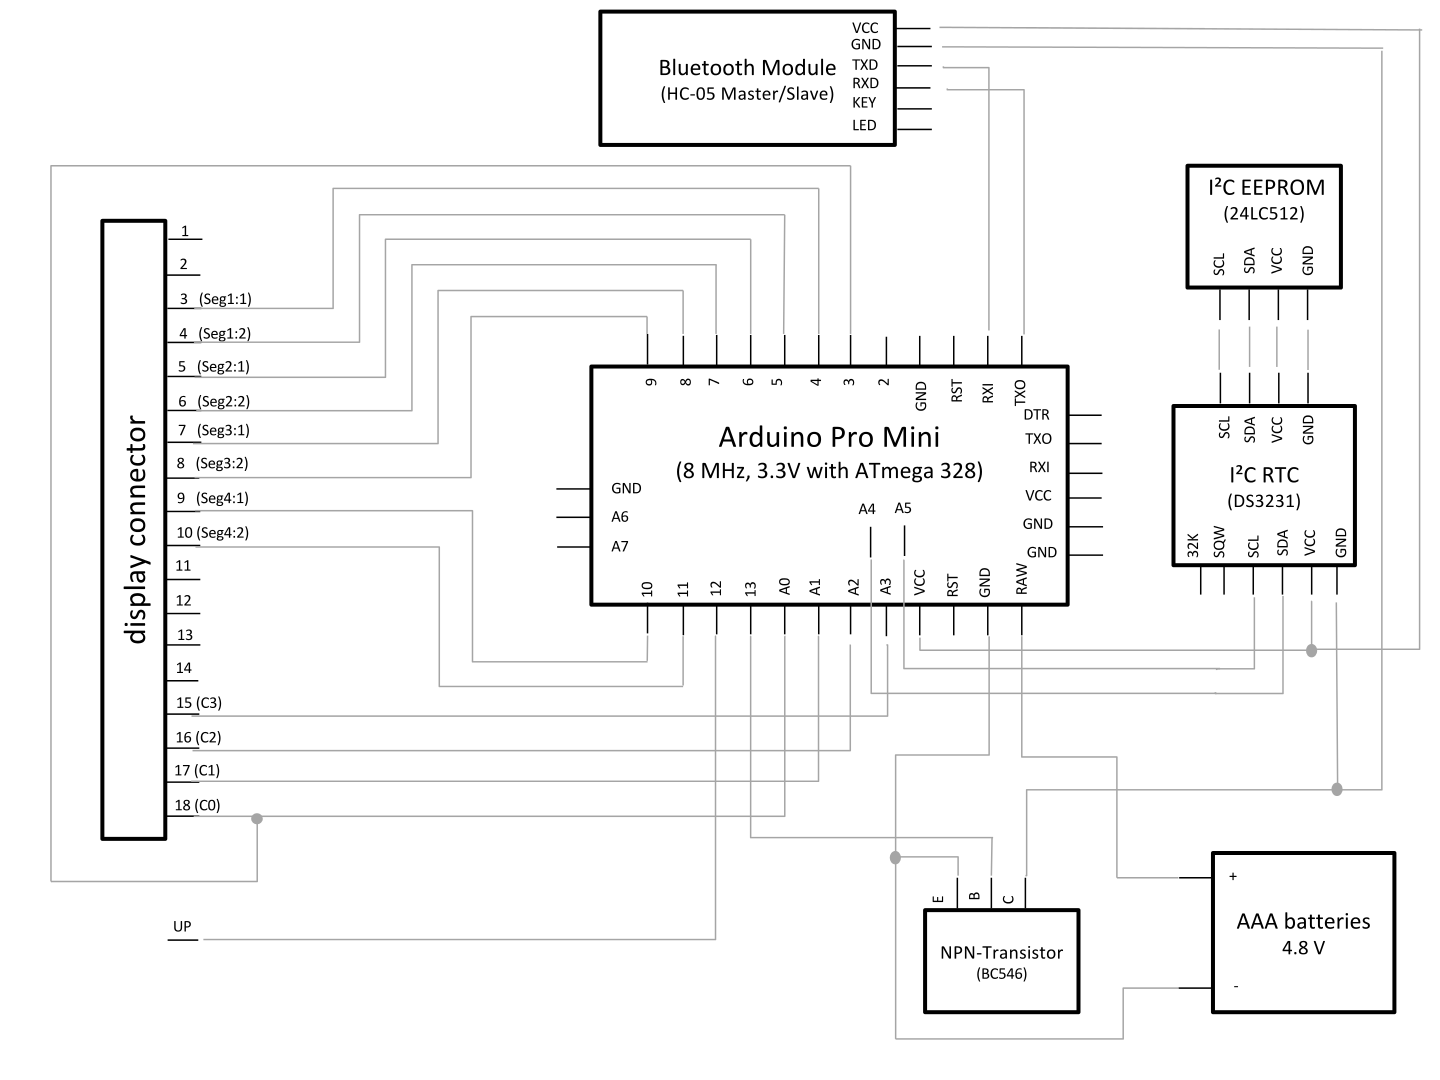 Bluetooth Module
(HC-05 Master/Slave)
VCC
GND
TXD
RXD
KEY
LED
I²C EEPROM
(24LC512)
SCL
SDA
VCC
GND
display connector
1
2
3 (Seg1:1)
4 (Seg1:2)
5 (Seg2:1)
6 (Seg2:2)
7 (Seg3:1)
8 (Seg3:2)
9 (Seg4:1)
10 (Seg4:2)
11
12
13
14
15 (C3)
16 (C2)
17 (C1)
18 (C0)
UP
9
8
7
6
5
4
3
2
GND
RST
RXI
TXO
Arduino Pro Mini
(8 MHz, 3.3V with ATmega 328)
DTR
TXO
RXI
VCC
GND
GND
GND
A6
A7
A4
A5
10
11
12
13
A0
A1
A2
A3
VCC
RST
GND
RAW
SCL
SDA
VCC
GND
I²C RTC
(DS3231)
32K
SQW
SCL
SDA
VCC
GND
E
B
C
NPN-Transistor
(BC546)
+
AAA batteries
4.8 V
-